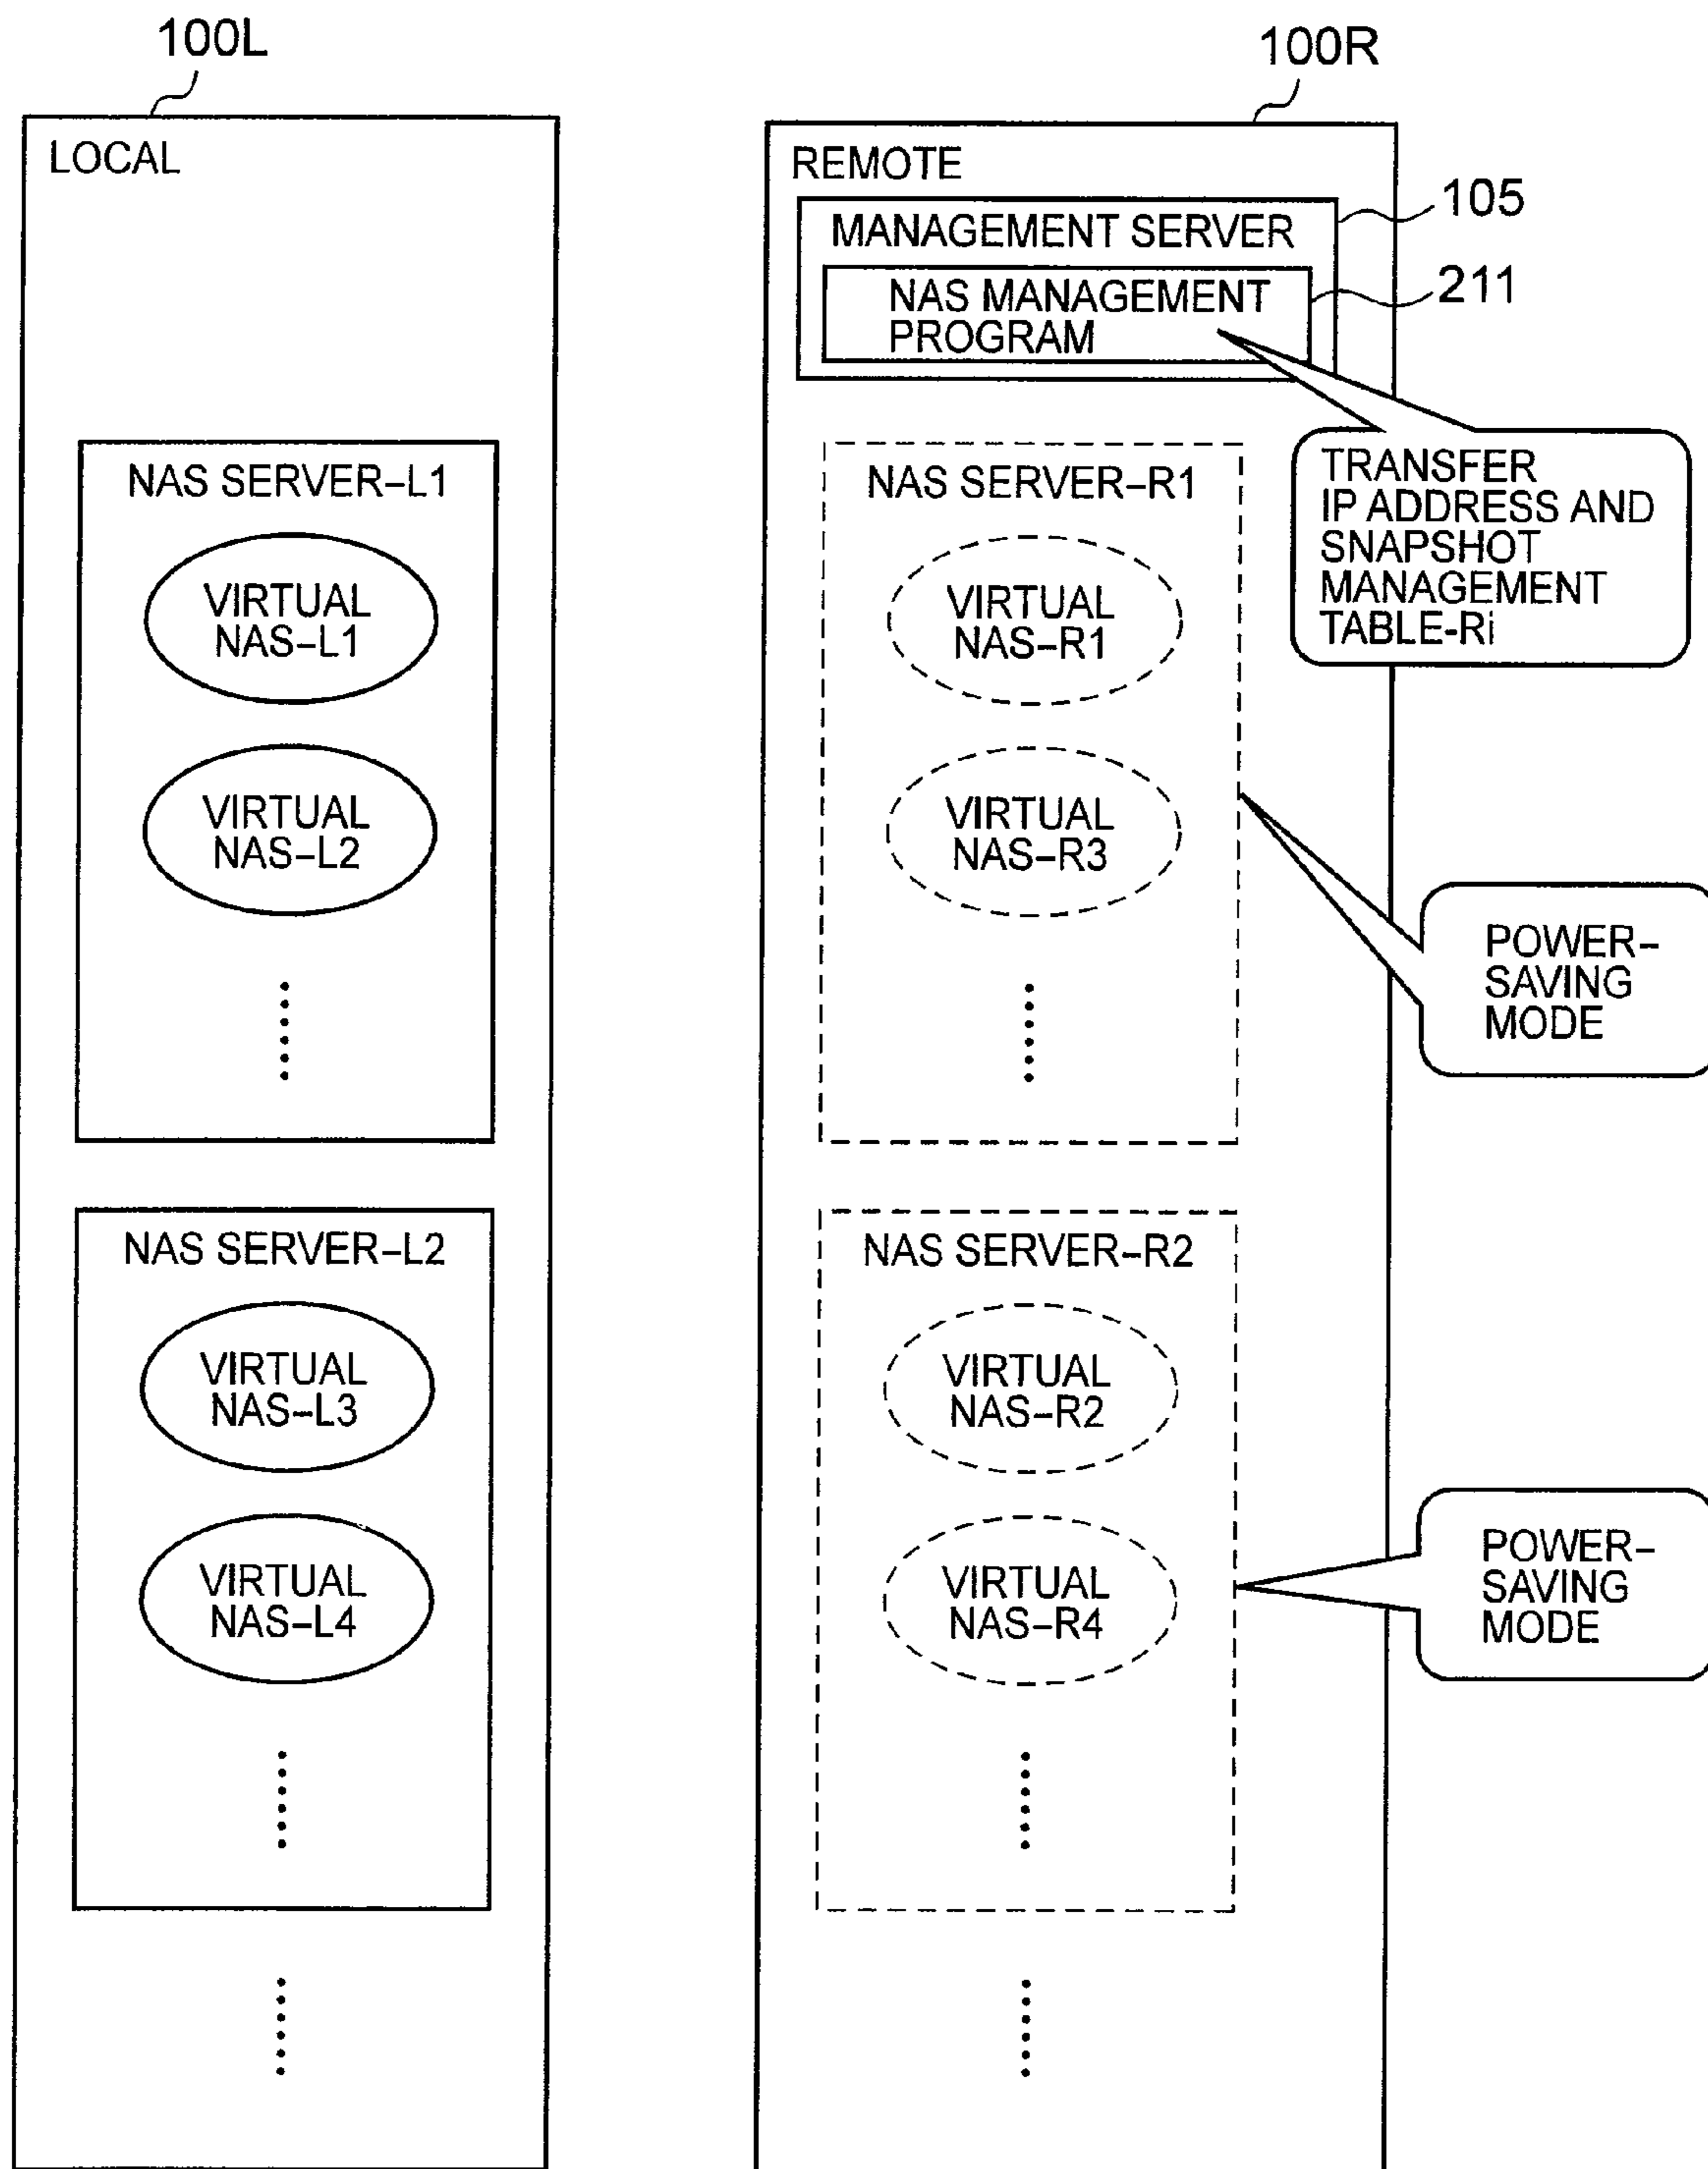 100L
100R
LOCAL
REMOTE
105
MANAGEMENT SERVER
211
NAS MANAGEMENT
PROGRAM
NAS SERVER-L1
VIRTUAL
NAS-L1
VIRTUAL
NAS-L2
NAS SERVER-R1
VIRTUAL
NAS-R1
VIRTUAL
NAS-R3
TRANSFER
IP ADDRESS AND
SNAPSHOT
MANAGEMENT
TABLE-Ri
POWER-
SAVING
MODE
NAS SERVER-L2
VIRTUAL
NAS-L3
VIRTUAL
NAS-L4
NAS SERVER-R2
VIRTUAL
NAS-R2
VIRTUAL
NAS-R4
POWER-
SAVING
MODE